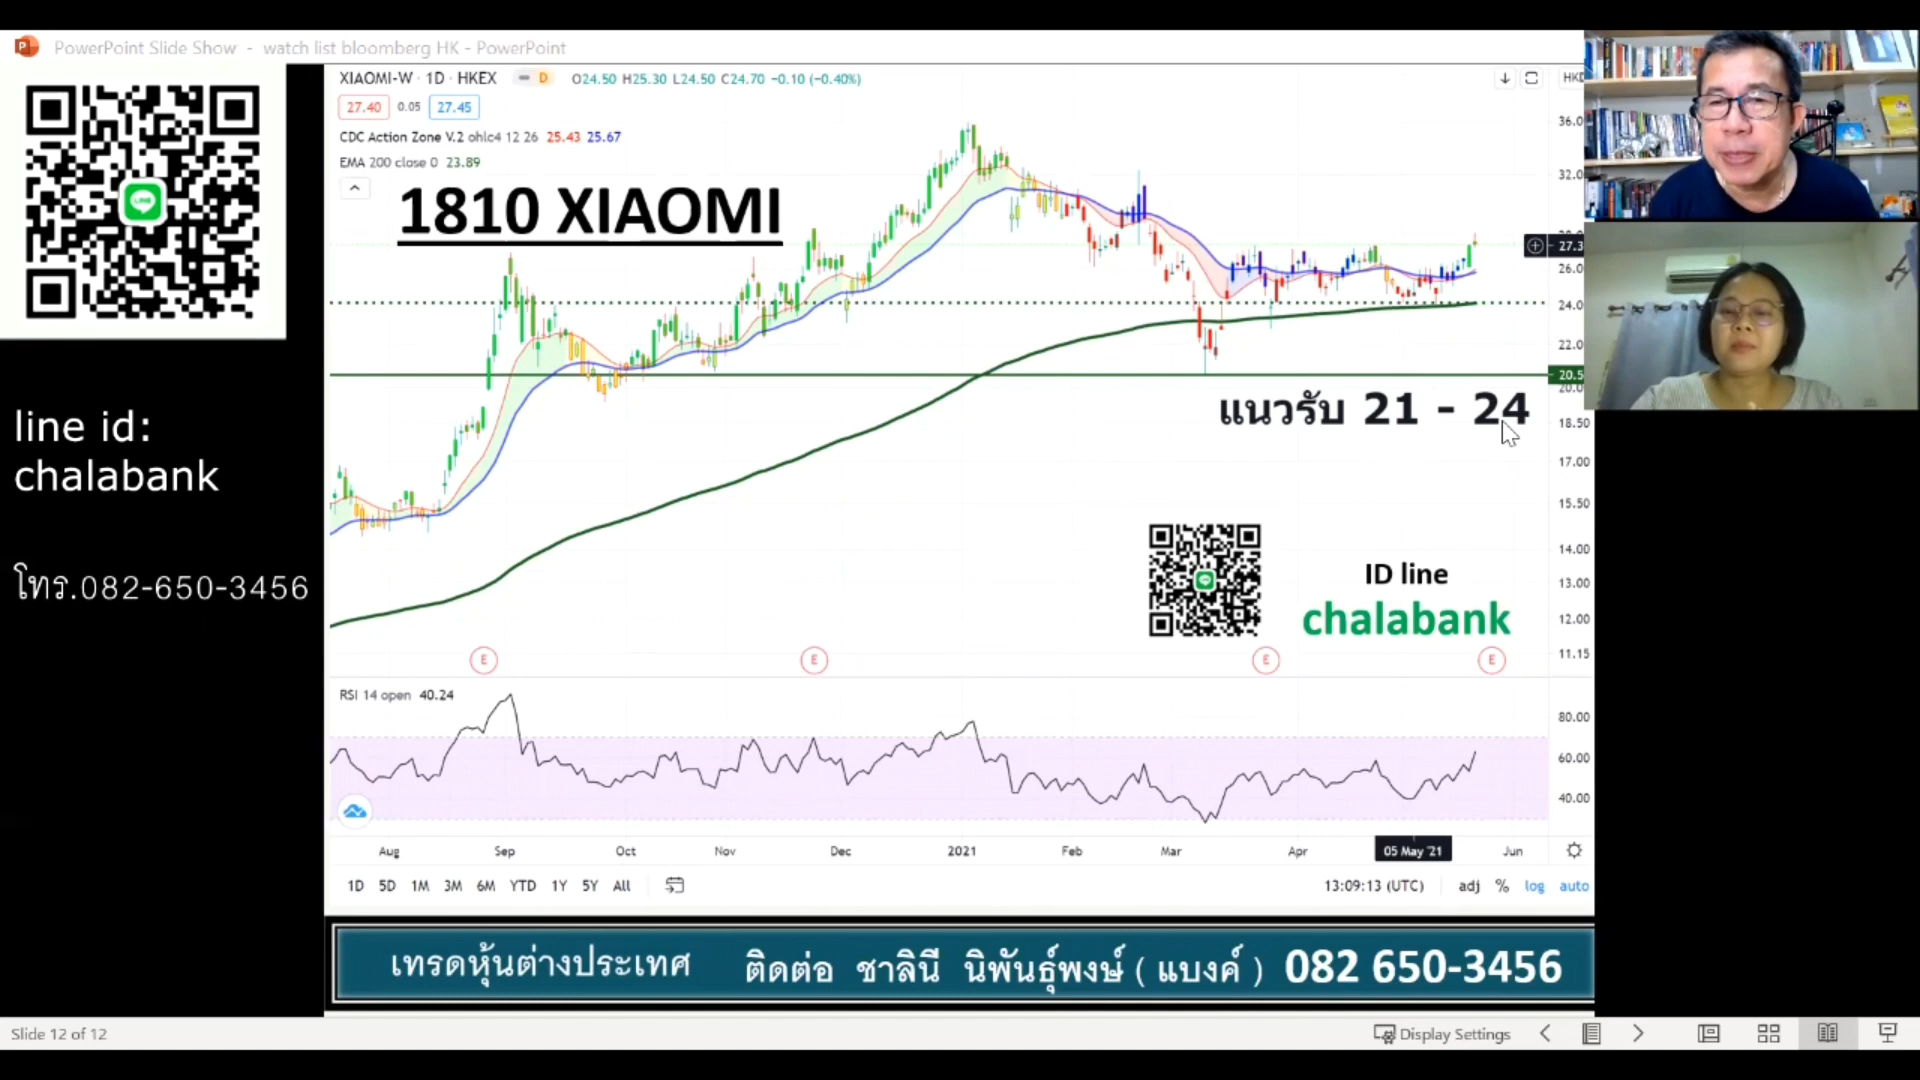 PowerPoint Slide Show - watch list bloomberg HK - PowerPoint
XIAOMI-W · 1D · HKEX D O24.50 H25.30 L24.50 C24.70 −0.10 (−0.40%)
27.40 0.05 27.45
CDC Action Zone V.2 ohlc4 12 26 25.43 25.67
EMA 200 close 0 23.89
1810 XIAOMI
HKD
36.0
32.0
27.3
26.0
24.0
22.0
20.5
20.0
18.50
17.00
15.50
14.00
13.00
12.00
11.15
แนวรับ 21 - 24
LINE
line id:
chalabank
โทร.082-650-3456
ID line
chalabank
E E E E
RSI 14 open 40.24
80.00
60.00
40.00
Aug Sep Oct Nov Dec 2021 Feb Mar Apr 05 May '21 Jun
1D 5D 1M 3M 6M YTD 1Y 5Y All 13:09:13 (UTC) adj % log auto
เทรดหุ้นต่างประเทศ ติดต่อ ชาลินี นิพันธุ์พงษ์ ( แบงค์ ) 082 650-3456
Slide 12 of 12 Display Settings